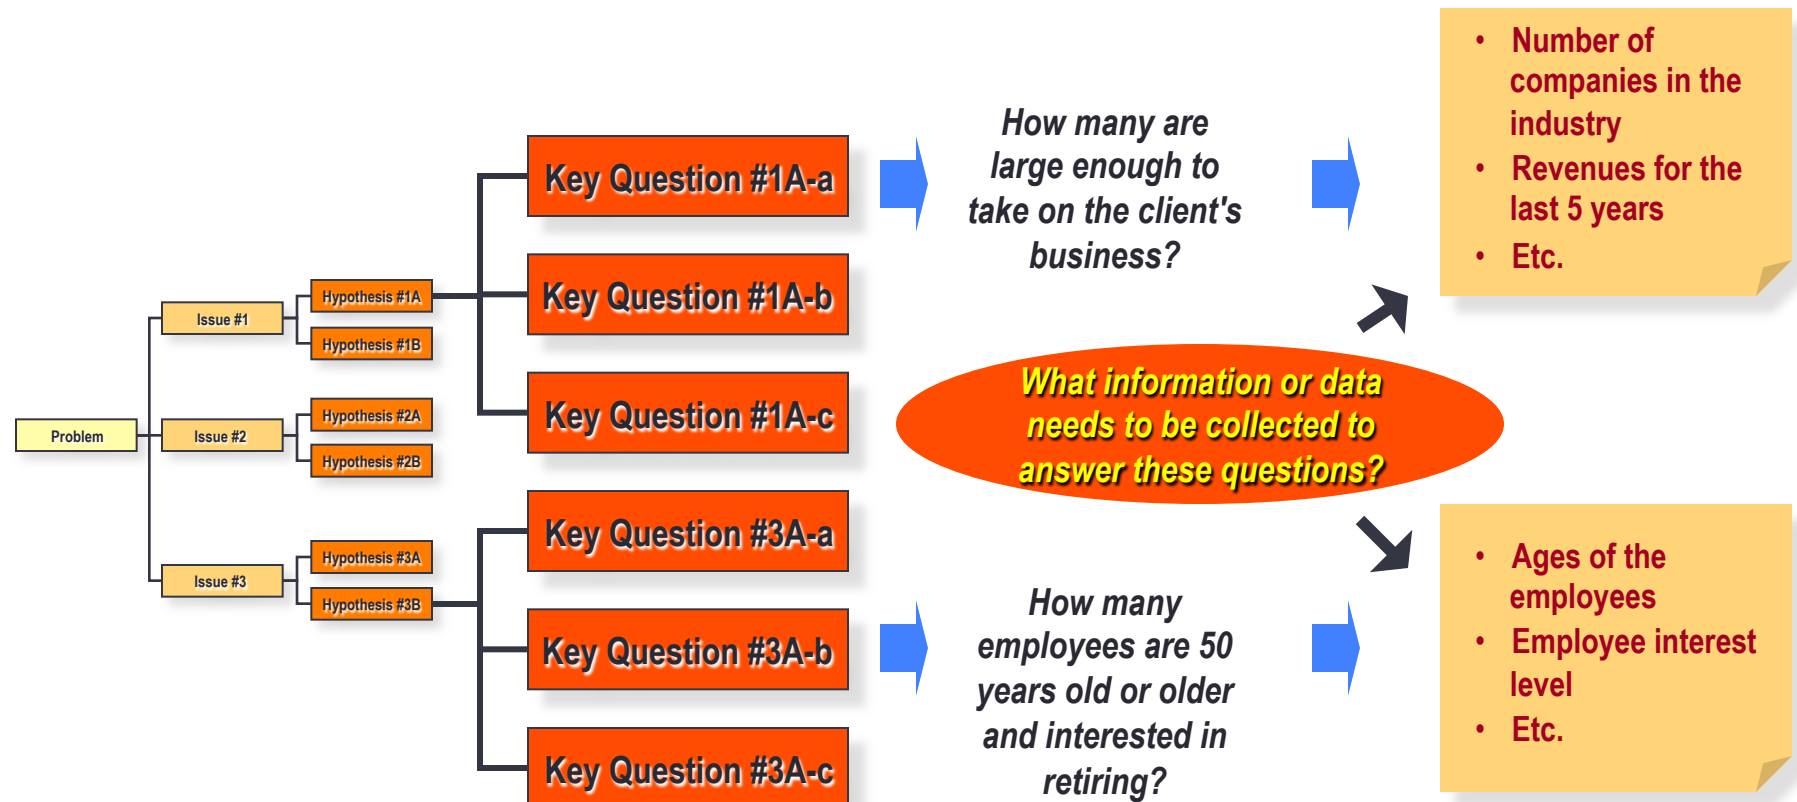 Problem
Issue #1
Issue #2
Issue #3
Hypothesis #1A
Hypothesis #1B
Hypothesis #2A
Hypothesis #2B
Hypothesis #3A
Hypothesis #3B
Key Question #1A-a
Key Question #1A-b
Key Question #1A-c
Key Question #3A-a
Key Question #3A-b
Key Question #3A-c
How many are
large enough to
take on the client's
business?
What information or data
needs to be collected to
answer these questions?
How many
employees are 50
years old or older
and interested in
retiring?
• Number of
companies in the
industry
• Revenues for the
last 5 years
• Etc.
• Ages of the
employees
• Employee interest
level
• Etc.